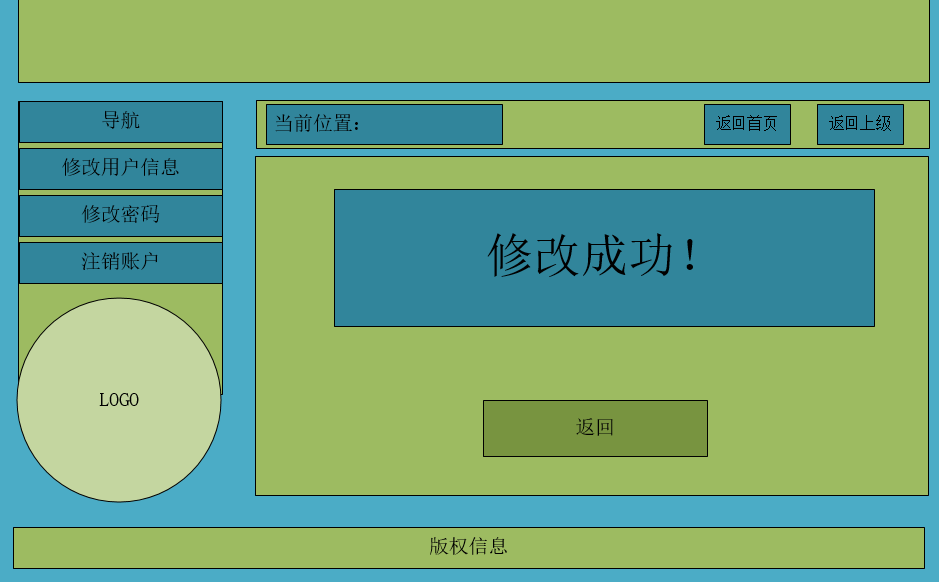 导航
修改用户信息
修改密码
注销账户
LOGO
当前位置：
返回首页
返回上级
修改成功！
返回
版权信息